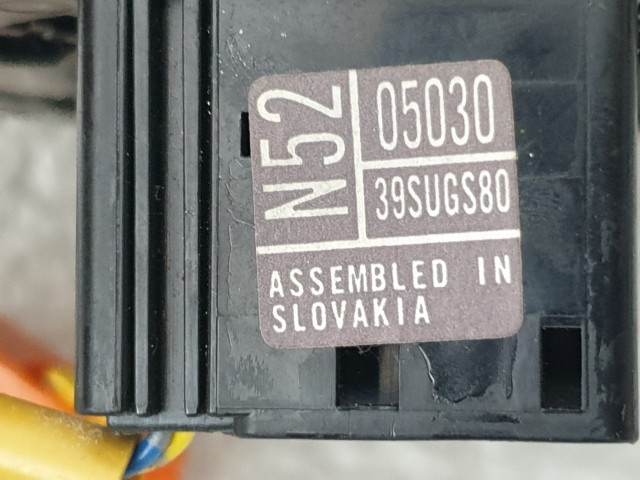 N52
05030
39SUGS80
ASSEMBLED IN
SLOVAKIA